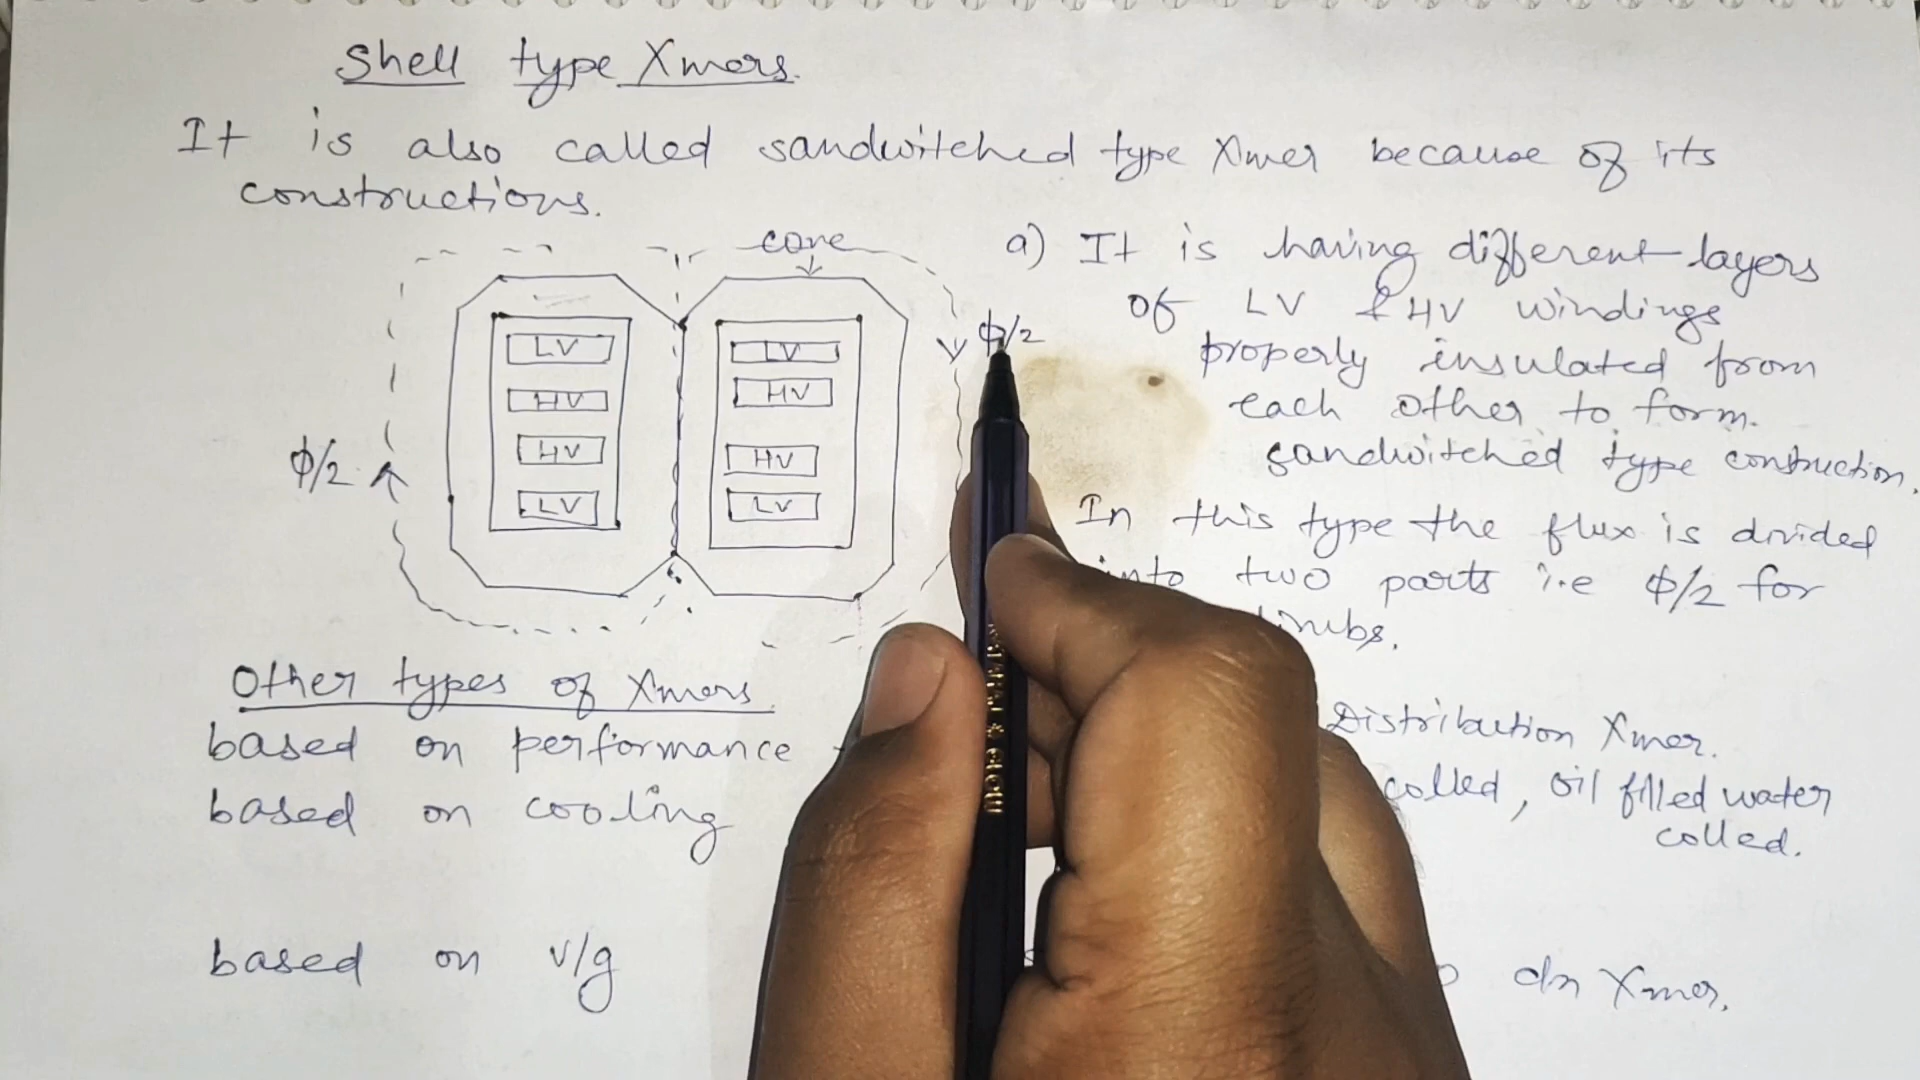 Shell type Xmers.
It is also called sandwitched type Xmer because of its
constructions.
core
a) It is having different layers
of LV & HV windings
properly insulated from
each other to form.
sandwitched type constuction.
LV
HV
HV
LV
LV
HV
HV
LV
ϕ/2
ϕ/2
In this type the flux is divided
into two parts i.e ϕ/2 for
limbs.
Other types of Xmers.
based on performance
Distribution Xmer.
based on cooling
colled, oil filled water
colled.
based on v/g
dn Xmer.